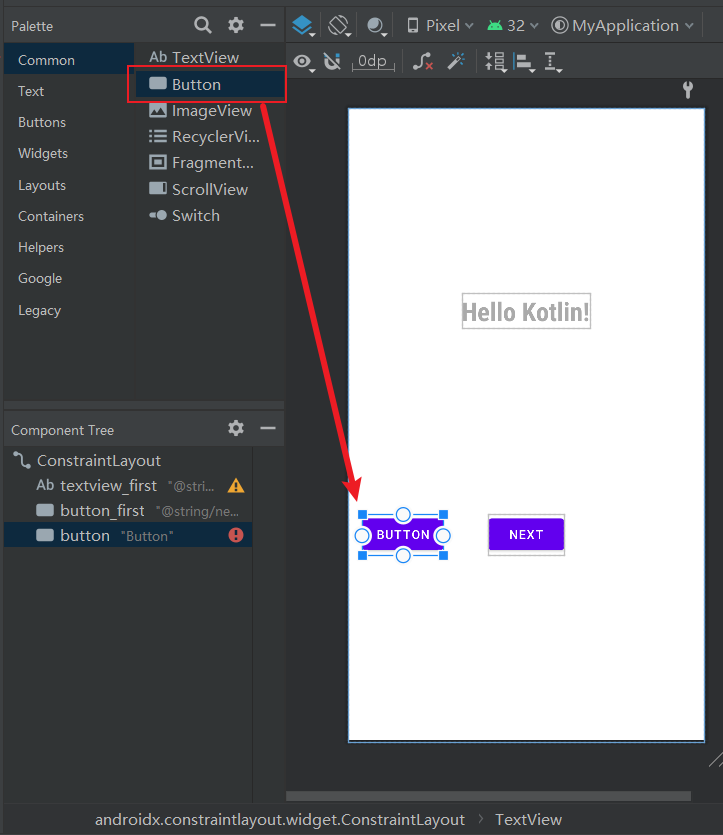 Palette
Pixel 32 MyApplication
Common
Text
Buttons
Widgets
Layouts
Containers
Helpers
Google
Legacy
Ab TextView
Button
ImageView
RecyclerVi...
Fragment...
ScrollView
Switch
0dp
Hello Kotlin!
Component Tree
ConstraintLayout
Ab textview_first "@stri...
button_first "@string/ne...
button "Button"
BUTTON
NEXT
androidx.constraintlayout.widget.ConstraintLayout > TextView